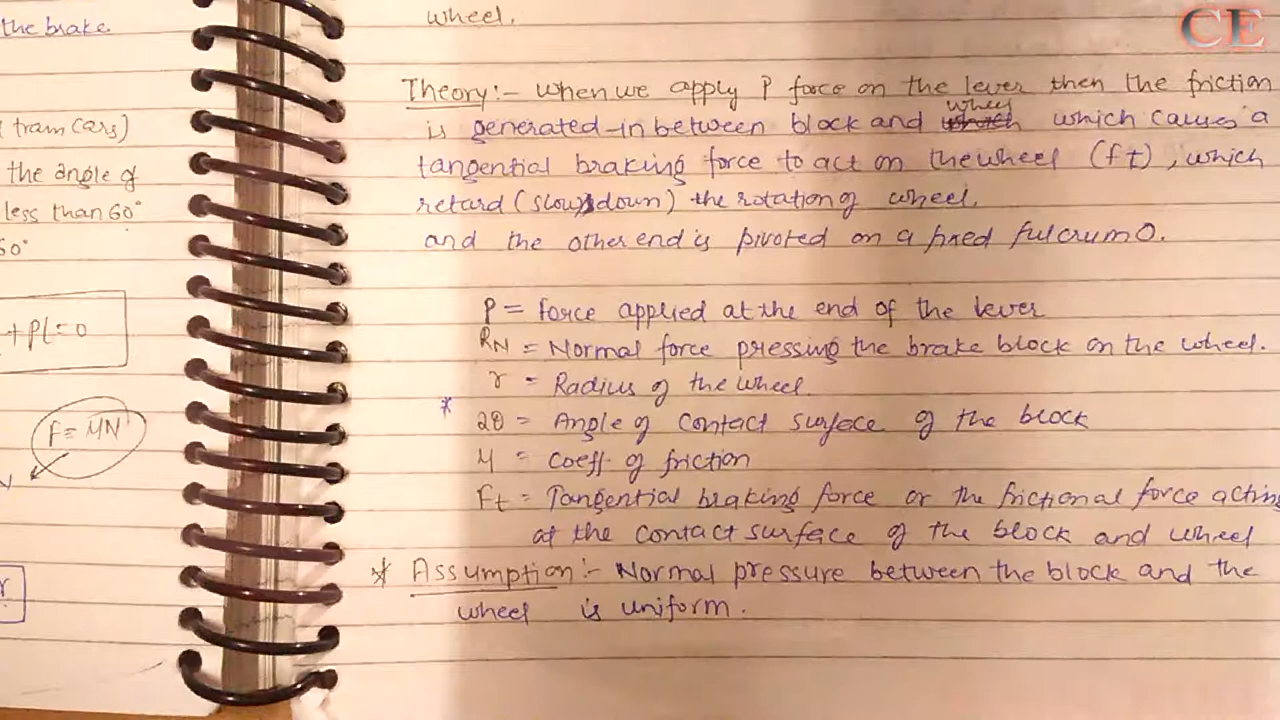 the brake.
tram cars)
the angle of
less than 60°
60°
+Pl=0
F=μN
r
wheel.
CE
Theory:- when we apply P force on the lever then the friction
is generated in between block and wheel which causes a
tangential braking force to act on the wheel (ft), which
retard (slows down) the rotation of wheel.
and the other end is pivoted on a fixed fulcrum O.
P = force applied at the end of the lever
RN = Normal force pressing the brake block on the wheel.
r = Radius of the wheel.
* 2θ = Angle of contact surface of the block
μ = coeff. of friction
Ft = Tangential braking force or the frictional force actin
at the contact surface of the block and wheel
* Assumption:- Normal pressure between the block and the
wheel is uniform.